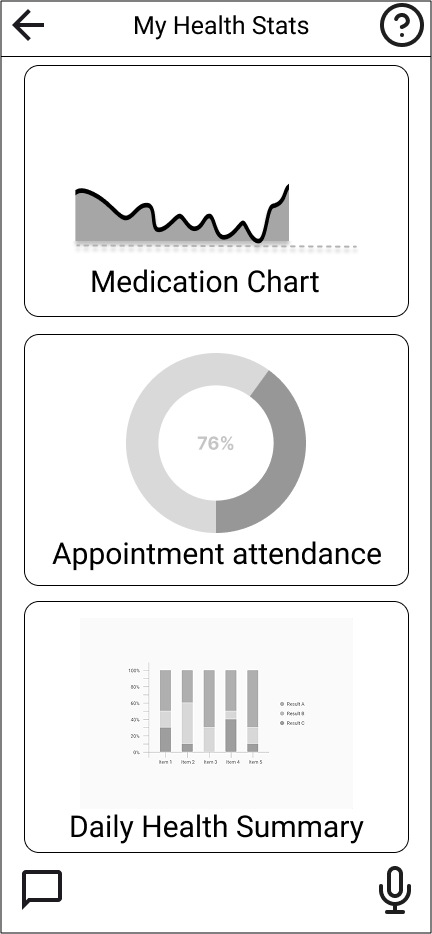 My Health Stats
?
Medication Chart
76%
Appointment attendance
100%
80%
60%
40%
20%
0%
Item 1 Item 2 Item 3 Item 4 Item 5
Result A
Result B
Result C
Daily Health Summary